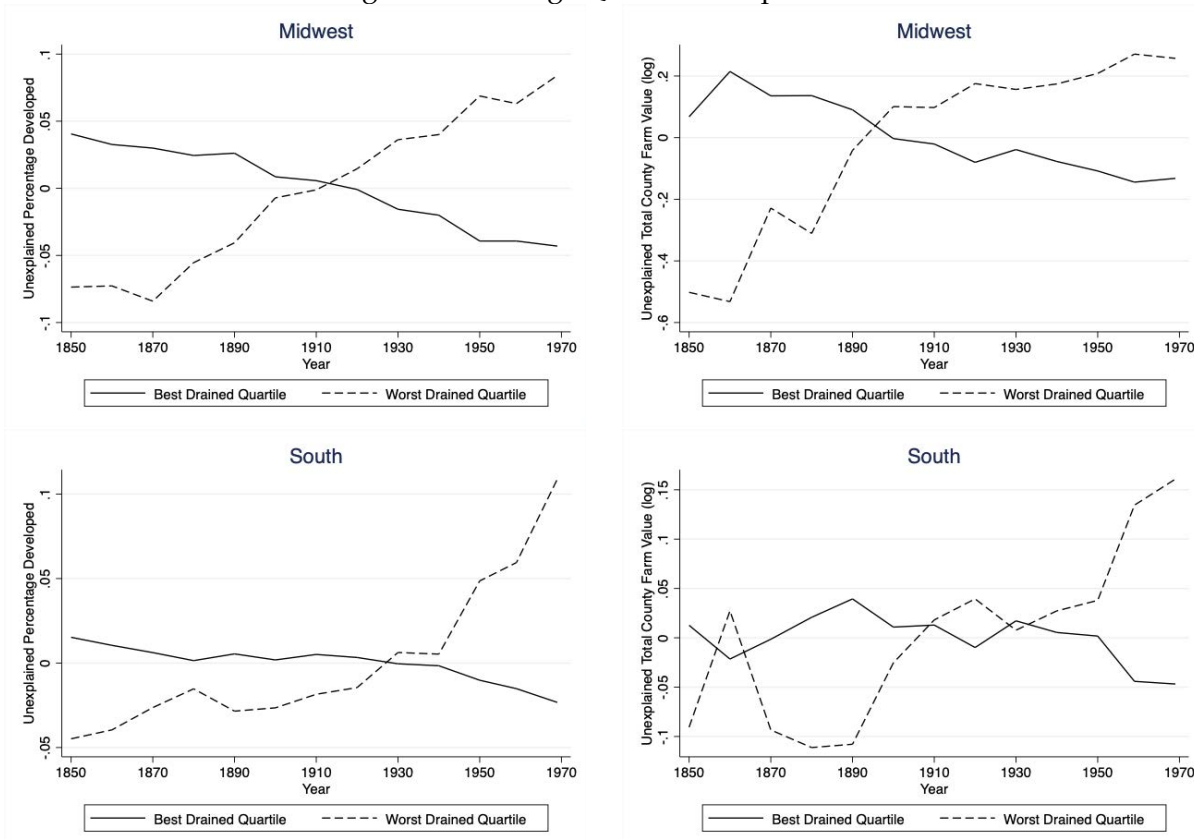 Midwest
Unexplained Percentage Developed
.1
.05
0
-.05
-.1
1850 1870 1890 1910 1930 1950 1970
Year
Best Drained Quartile Worst Drained Quartile
Midwest
Unexplained Total County Farm Value (log)
.2
0
-.2
-.4
-.6
1850 1870 1890 1910 1930 1950 1970
Year
Best Drained Quartile Worst Drained Quartile
South
Unexplained Percentage Developed
.1
.05
0
-.05
1850 1870 1890 1910 1930 1950 1970
Year
Best Drained Quartile Worst Drained Quartile
South
Unexplained Total County Farm Value (log)
.15
.1
.05
0
-.05
-.1
1850 1870 1890 1910 1930 1950 1970
Year
Best Drained Quartile Worst Drained Quartile